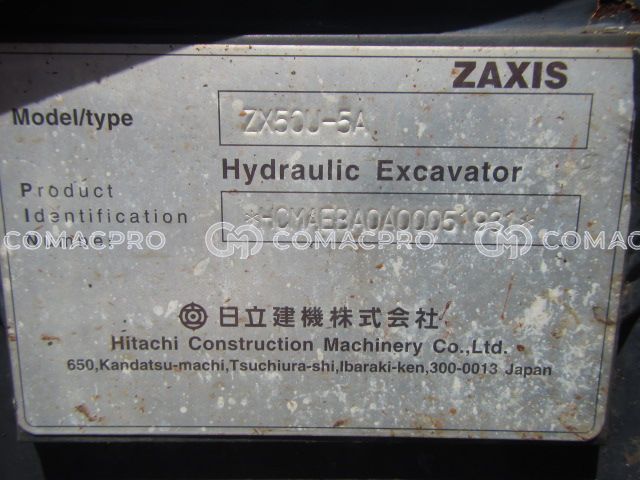 ZAXIS
Model/type ZX50U-5A
Hydraulic Excavator
Product
Identification
Number
COMACPRO COMACPRO COMACPRO
日立建機株式会社
Hitachi Construction Machinery Co.,Ltd.
650,Kandatsu-machi,Tsuchiura-shi,Ibaraki-ken,300-0013 Japan